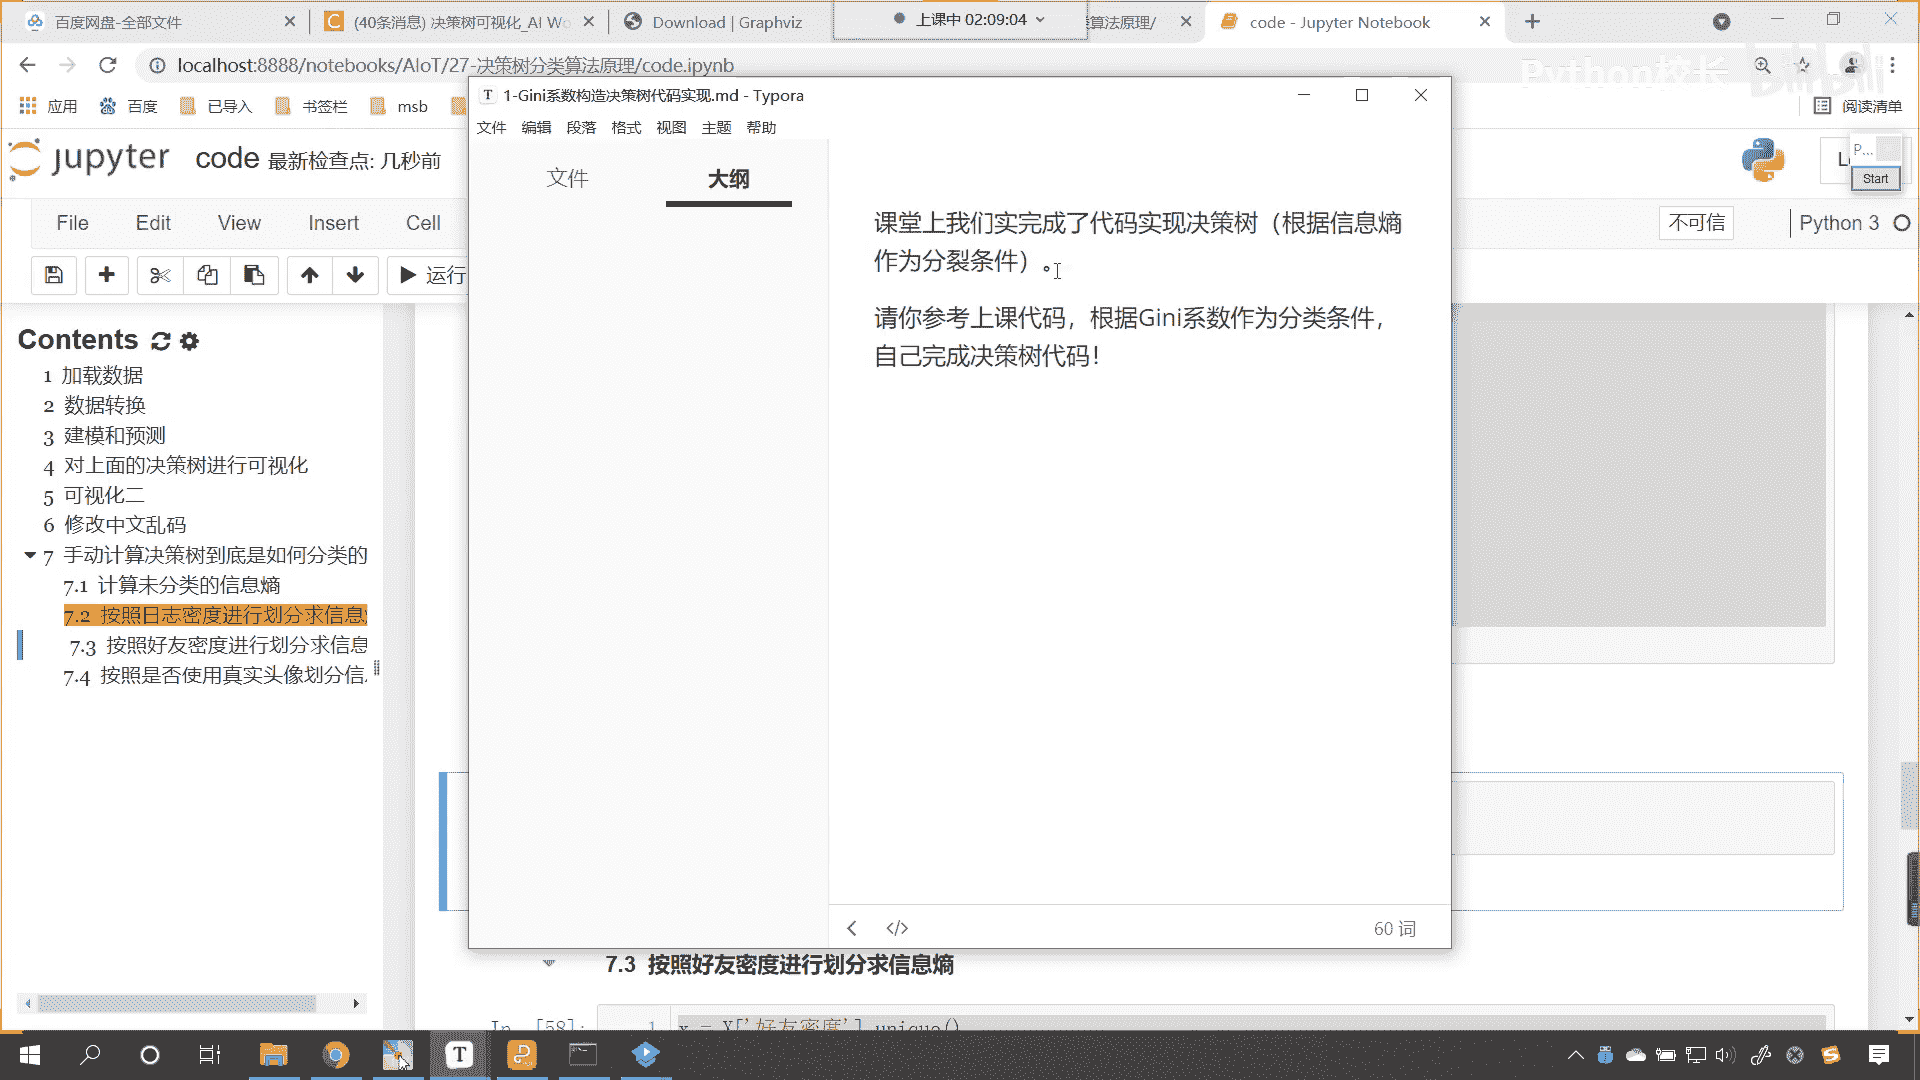 百度网盘-全部文件
(40条消息) 决策树可视化_AI Wo
Download | Graphviz
上课中 02:09:04
算法原理/
code - Jupyter Notebook
localhost:8888/notebooks/AIoT/27-决策树分类算法原理/code.ipynb
Python校长
bilibili
应用
百度
已导入
书签栏
msb
阅读清单
1-Gini系数构造决策树代码实现.md - Typora
文件 编辑 段落 格式 视图 主题 帮助
jupyter code 最新检查点: 几秒前
P...
Start
File Edit View Insert Cell
不可信
Python 3
运行
文件
大纲
课堂上我们实完成了代码实现决策树（根据信息熵
作为分裂条件）。
请你参考上课代码，根据Gini系数作为分类条件，
自己完成决策树代码！
Contents
1 加载数据
2 数据转换
3 建模和预测
4 对上面的决策树进行可视化
5 可视化二
6 修改中文乱码
7 手动计算决策树到底是如何分类的
7.1 计算未分类的信息熵
7.2 按照日志密度进行划分求信息
7.3 按照好友密度进行划分求信息
7.4 按照是否使用真实头像划分信
60 词
7.3 按照好友密度进行划分求信息熵
In [58]: 1 x = X['好友密度'].unique()